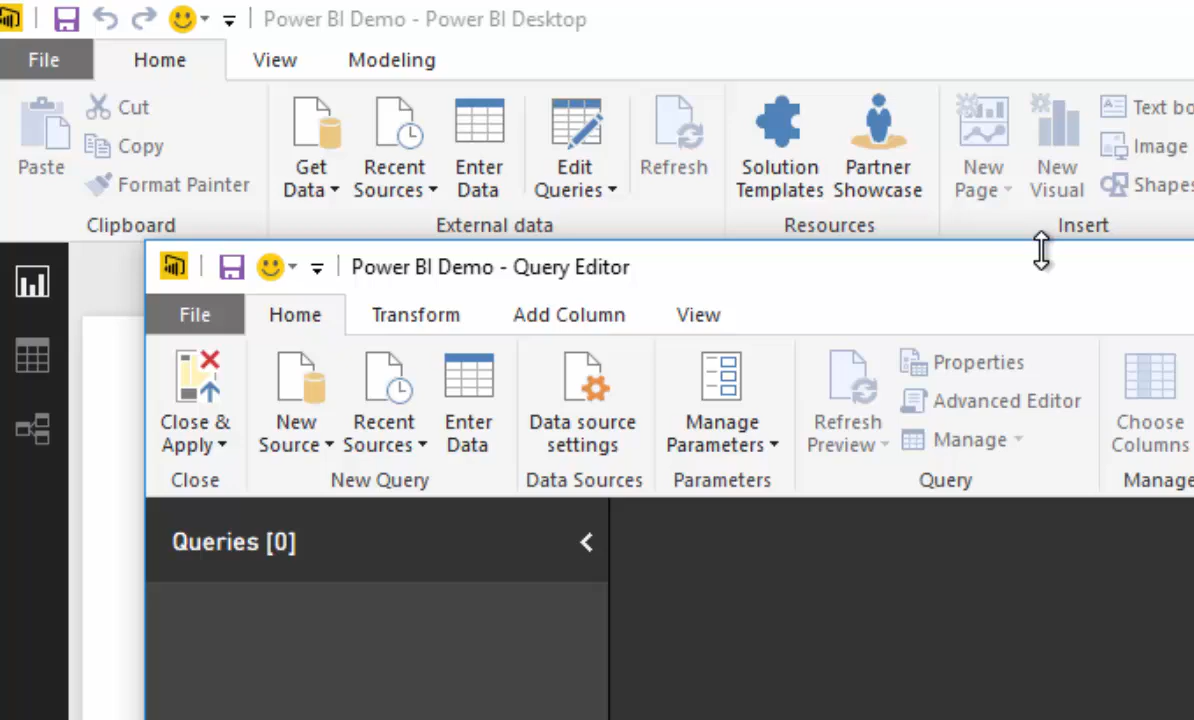 Power BI Demo - Power BI Desktop
File Home View Modeling
Paste
Cut
Copy
Format Painter
Get Data
Recent Sources
Enter Data
Edit Queries
Refresh
Solution Templates
Partner Showcase
New Page
New Visual
Text bo
Image
Shapes
Clipboard External data Resources Insert
Power BI Demo - Query Editor
File Home Transform Add Column View
Close & Apply
New Source
Recent Sources
Enter Data
Data source settings
Manage Parameters
Refresh Preview
Properties
Advanced Editor
Manage
Choose Columns
Close New Query Data Sources Parameters Query Manage
Queries [0]